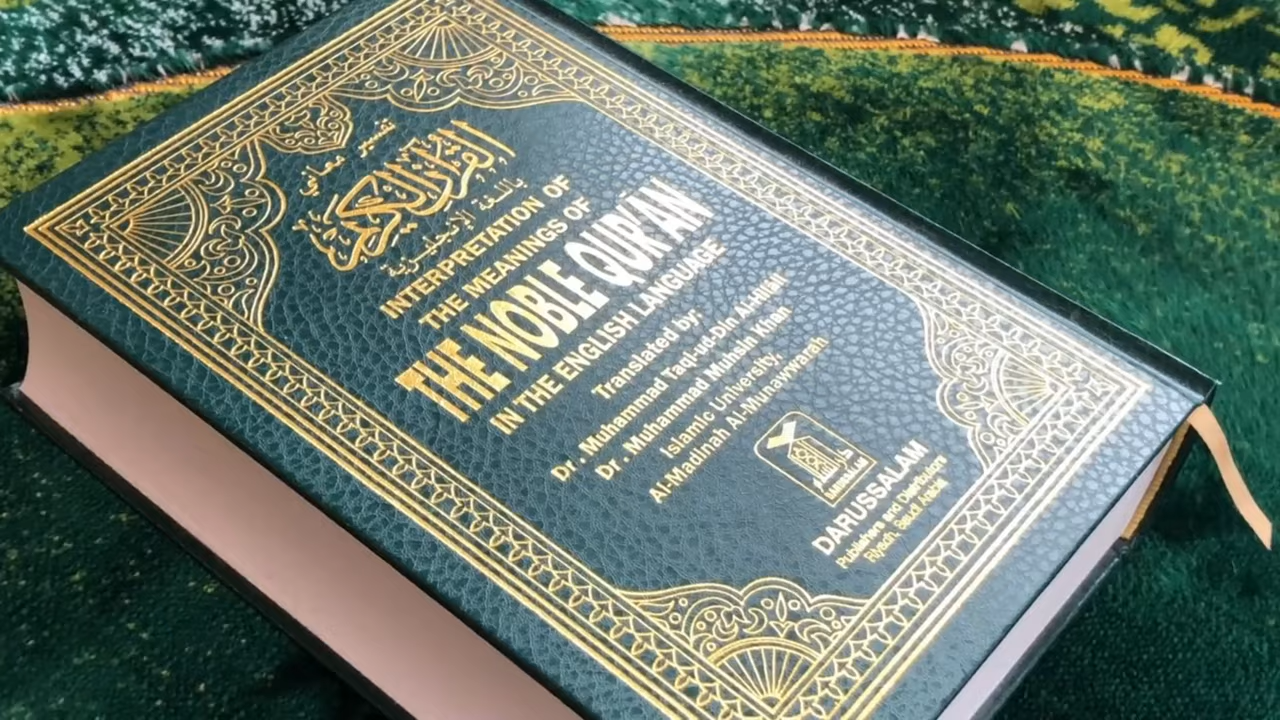 تفسير معاني
القرآن الكريم
باللغة الإنجليزية
INTERPRETATION OF
THE MEANINGS OF
THE NOBLE QUR'AN
IN THE ENGLISH LANGUAGE
Translated by:
Dr. Muhammad Taqi-ud-Din Al-Hilali
Dr. Muhammad Muhsin Khan
Islamic University,
Al-Madinah Al-Munawwarah
DARUSSALAM
DARUSSALAM
Publishers and Distributors
Riyadh, Saudi Arabia